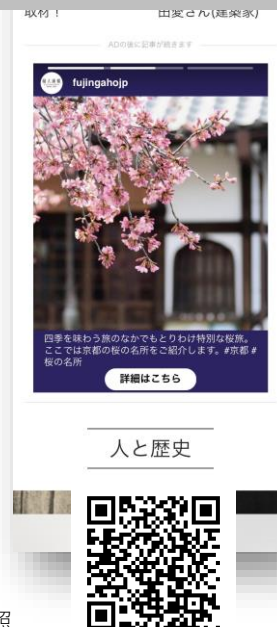 取材！
田愛さん(建築家)
ADの後に記事が続きます
fujingahojp
四季を味わう旅のなかでもとりわけ特別な桜旅。
ここでは京都の桜の名所をご紹介します。#京都 #
桜の名所
詳細はこちら
人と歴史